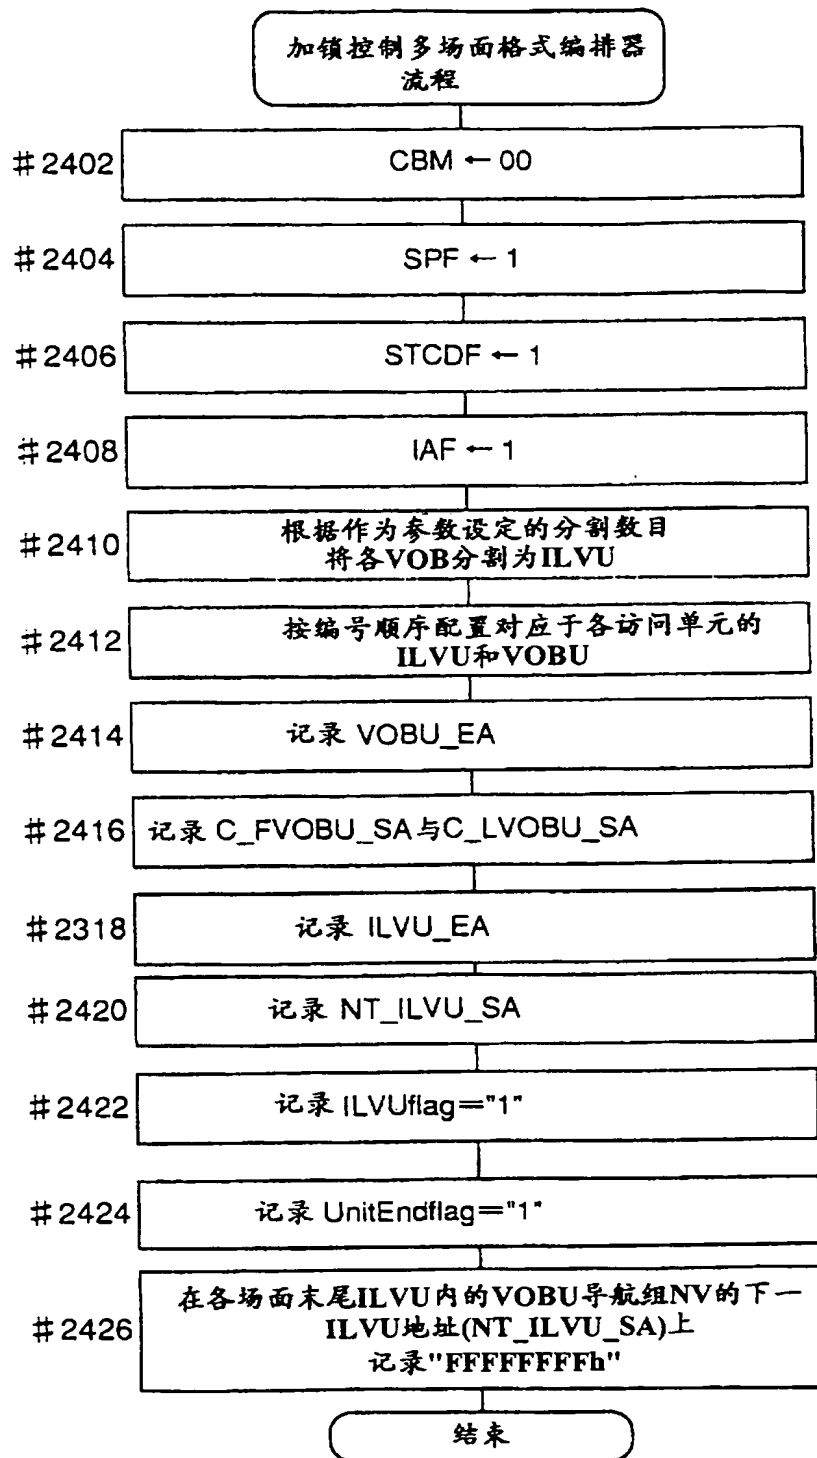 加锁控制多场面格式编排器
流程
#2402
CBM ← 00
#2404
SPF ← 1
#2406
STCDF ← 1
#2408
IAF ← 1
#2410
根据作为参数设定的分割数目
将各VOB分割为ILVU
#2412
按编号顺序配置对应于各访问单元的
ILVU和VOBU
#2414
记录 VOBU_EA
#2416
记录 C_FVOBU_SA与C_LVOBU_SA
#2318
记录 ILVU_EA
#2420
记录 NT_ILVU_SA
#2422
记录 ILVUflag="1"
#2424
记录 UnitEndflag="1"
#2426
在各场面末尾ILVU内的VOBU导航组NV的下一
ILVU地址(NT_ILVU_SA)上
记录"FFFFFFFFh"
结束